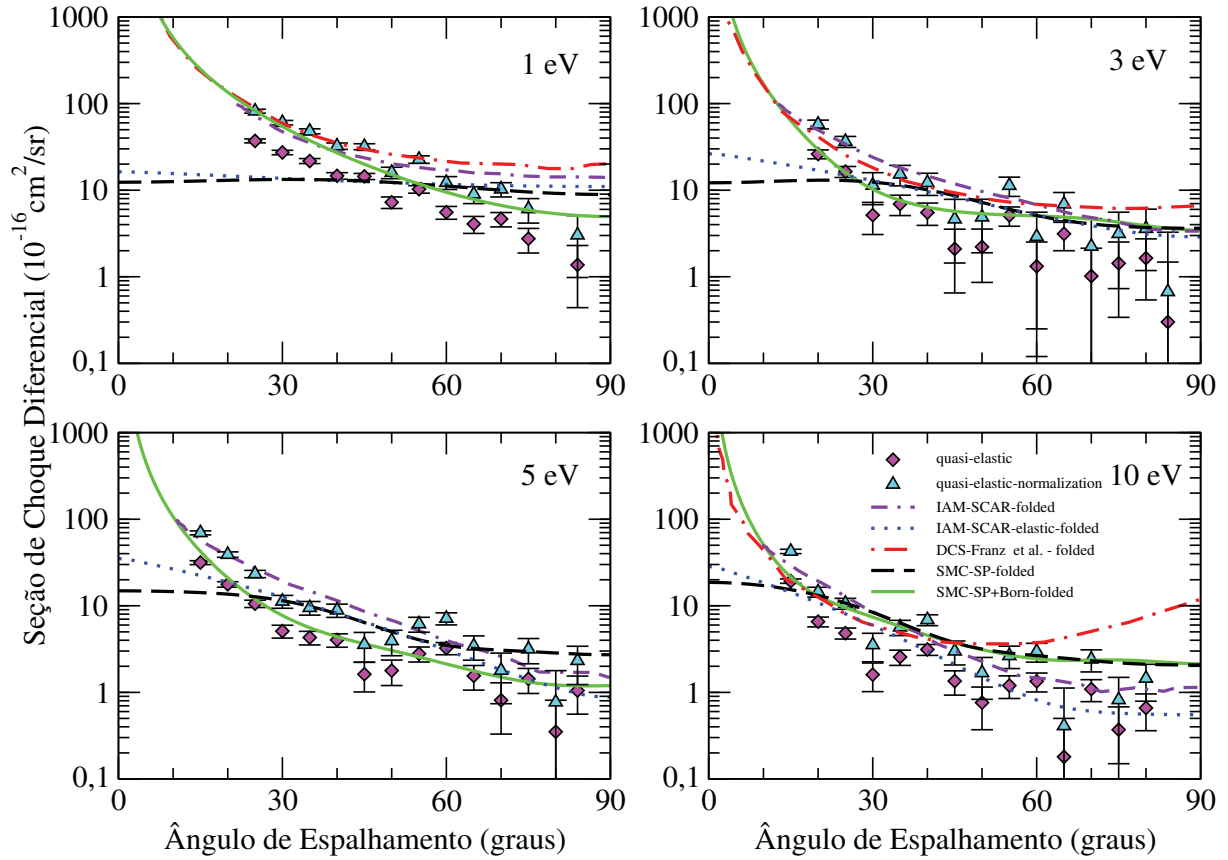 Seção de Choque Diferencial (10⁻¹⁶ cm²/sr)
1000
100
10
1
0,1
0
30
60
90
1 eV
1000
100
10
1
0,1
0
30
60
90
3 eV
1000
100
10
1
0,1
0
30
60
90
5 eV
Ângulo de Espalhamento (graus)
1000
100
10
1
0,1
0
30
60
90
10 eV
quasi-elastic
quasi-elastic-normalization
IAM-SCAR-folded
IAM-SCAR-elastic-folded
DCS-Franz et al. - folded
SMC-SP-folded
SMC-SP+Born-folded
Ângulo de Espalhamento (graus)